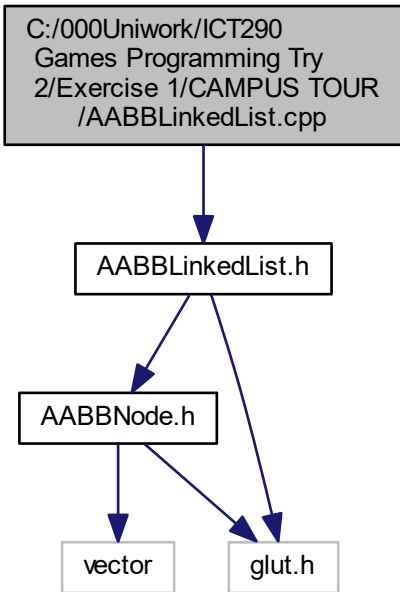 C:/000Uniwork/ICT290
Games Programming Try
2/Exercise 1/CAMPUS TOUR
/AABBLinkedList.cpp
AABBLinkedList.h
AABBNode.h
vector
glut.h